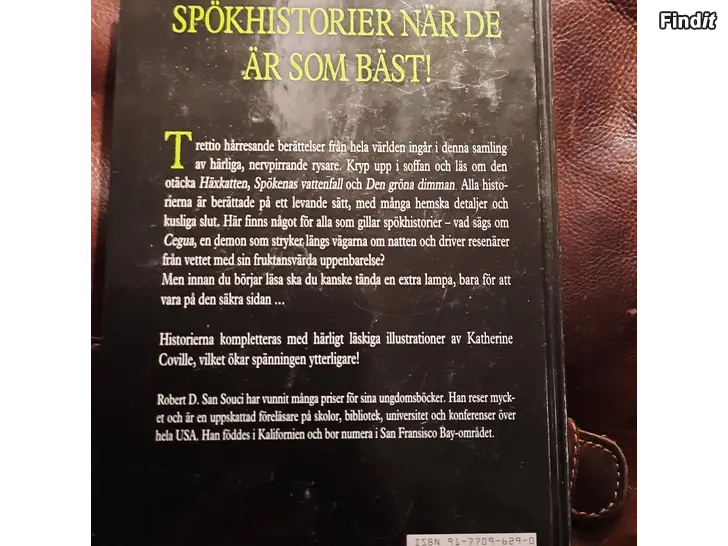 Findit
SPÖKHISTORIER NÄR DE
ÄR SOM BÄST!
Trettio hårresande berättelser från hela världen ingår i denna samling
av härliga, nervpirrande rysare. Kryp upp i soffan och läs om den
otäcka Häxkatten, Spökenas vattenfall och Den gröna dimman. Alla histo-
rierna är berättade på ett levande sätt, med många hemska detaljer och
kusliga slut. Här finns något för alla som gillar spökhistorier – vad sägs om
Cegua, en demon som stryker längs vägarna om natten och driver resenärer
från vettet med sin fruktansvärda uppenbarelse?
Men innan du börjar läsa ska du kanske tända en extra lampa, bara för att
vara på den säkra sidan ...
Historierna kompletteras med härligt läskiga illustrationer av Katherine
Coville, vilket ökar spänningen ytterligare!
Robert D. San Souci har vunnit många priser för sina ungdomsböcker. Han reser myck-
et och är en uppskattad föreläsare på skolor, bibliotek, universitet och konferenser över
hela USA. Han föddes i Kalifornien och bor numera i San Fransisco Bay-området.
ISBN 91-7709-629-0